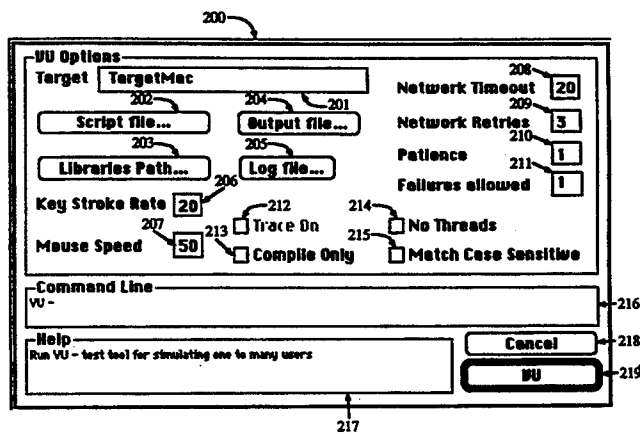 200
VU Options
Target TargetMac
208
Network Timeout 20
202 204 201
209
Script file... Output file...
Network Retries 3
203 205
210
Patience 1
Libraries Path... Log file...
211
Failures allowed 1
206
Key Stroke Rate 20
212 214
Trace On No Threads
207 213 215
Mouse Speed 50 Compile Only Match Case Sensitive
Command Line
VU –
216
Help
Run VU – test tool for simulating one to many users
Cancel 218
VU 219
217